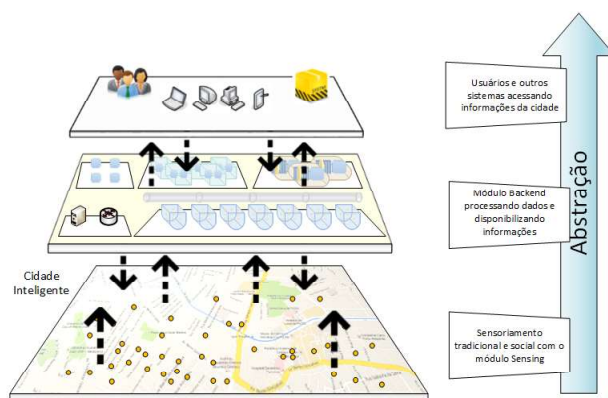 Usuários e outros
sistemas acessando
informações da cidade
Módulo Backend
processando dados e
disponibilizando
informações
Abstração
Cidade
Inteligente
Sensoriamento
tradicional e social com o
módulo Sensing